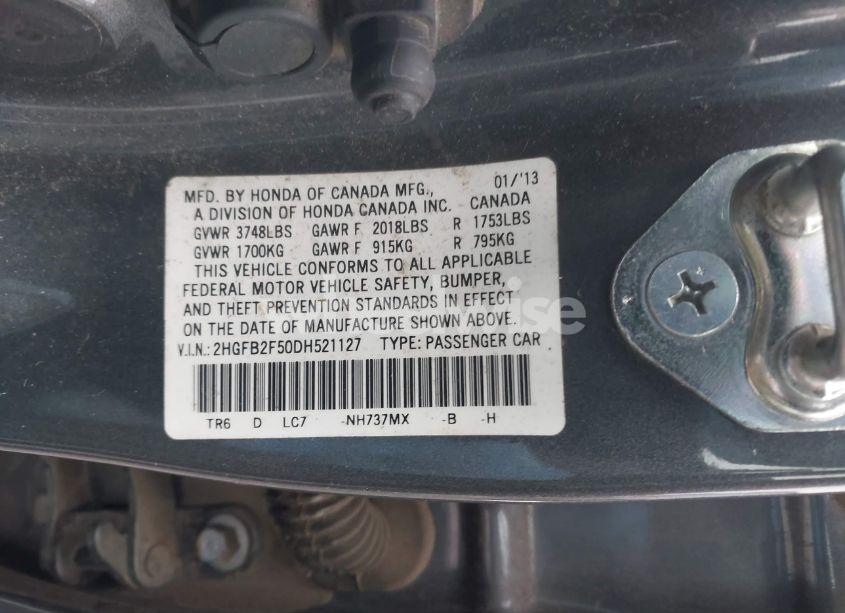 MFD. BY HONDA OF CANADA MFG., 01/'13
A DIVISION OF HONDA CANADA INC. CANADA
GVWR 3748LBS GAWR F 2018LBS R 1753LBS
GVWR 1700KG GAWR F 915KG R 795KG
THIS VEHICLE CONFORMS TO ALL APPLICABLE
FEDERAL MOTOR VEHICLE SAFETY, BUMPER,
AND THEFT PREVENTION STANDARDS IN EFFECT
ON THE DATE OF MANUFACTURE SHOWN ABOVE.
V.I.N.: 2HGFB2F50DH521127 TYPE: PASSENGER CAR
TR6 D LC7 -NH737MX -B -H